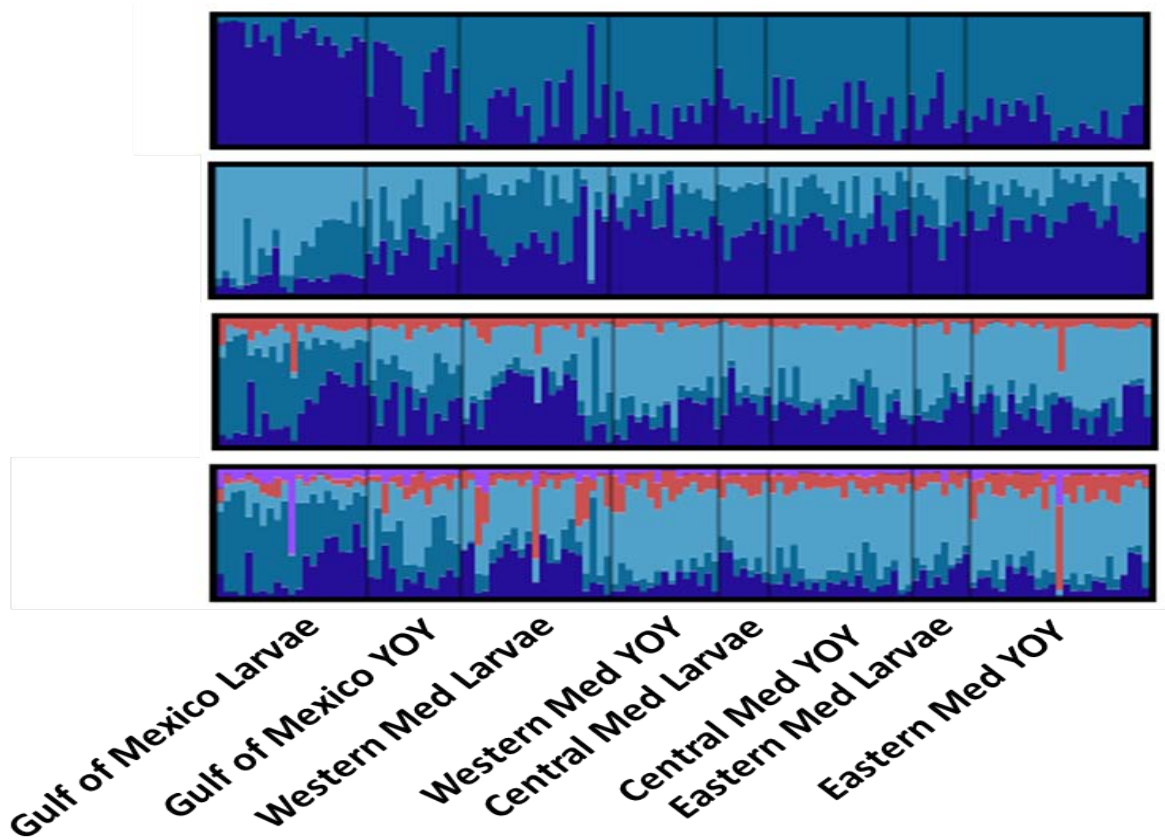 Gulf of Mexico Larvae
Gulf of Mexico YOY
Western Med Larvae
Western Med YOY
Central Med Larvae
Central Med YOY
Eastern Med Larvae
Eastern Med YOY